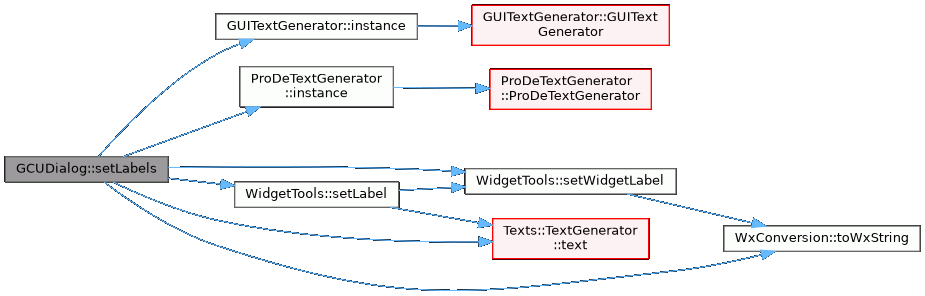 GUITextGenerator::instance
GUITextGenerator::GUIText
Generator
ProDeTextGenerator
::instance
ProDeTextGenerator
::ProDeTextGenerator
GCUDialog::setLabels
WidgetTools::setWidgetLabel
WidgetTools::setLabel
Texts::TextGenerator
::text
WxConversion::toWxString